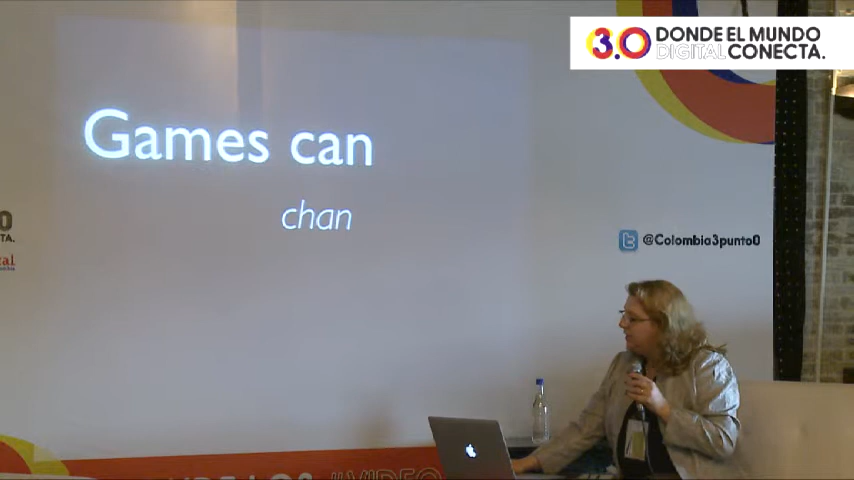 3.0 DONDE EL MUNDO
DIGITAL CONECTA.
Games can
chan
@Colombia3punto0